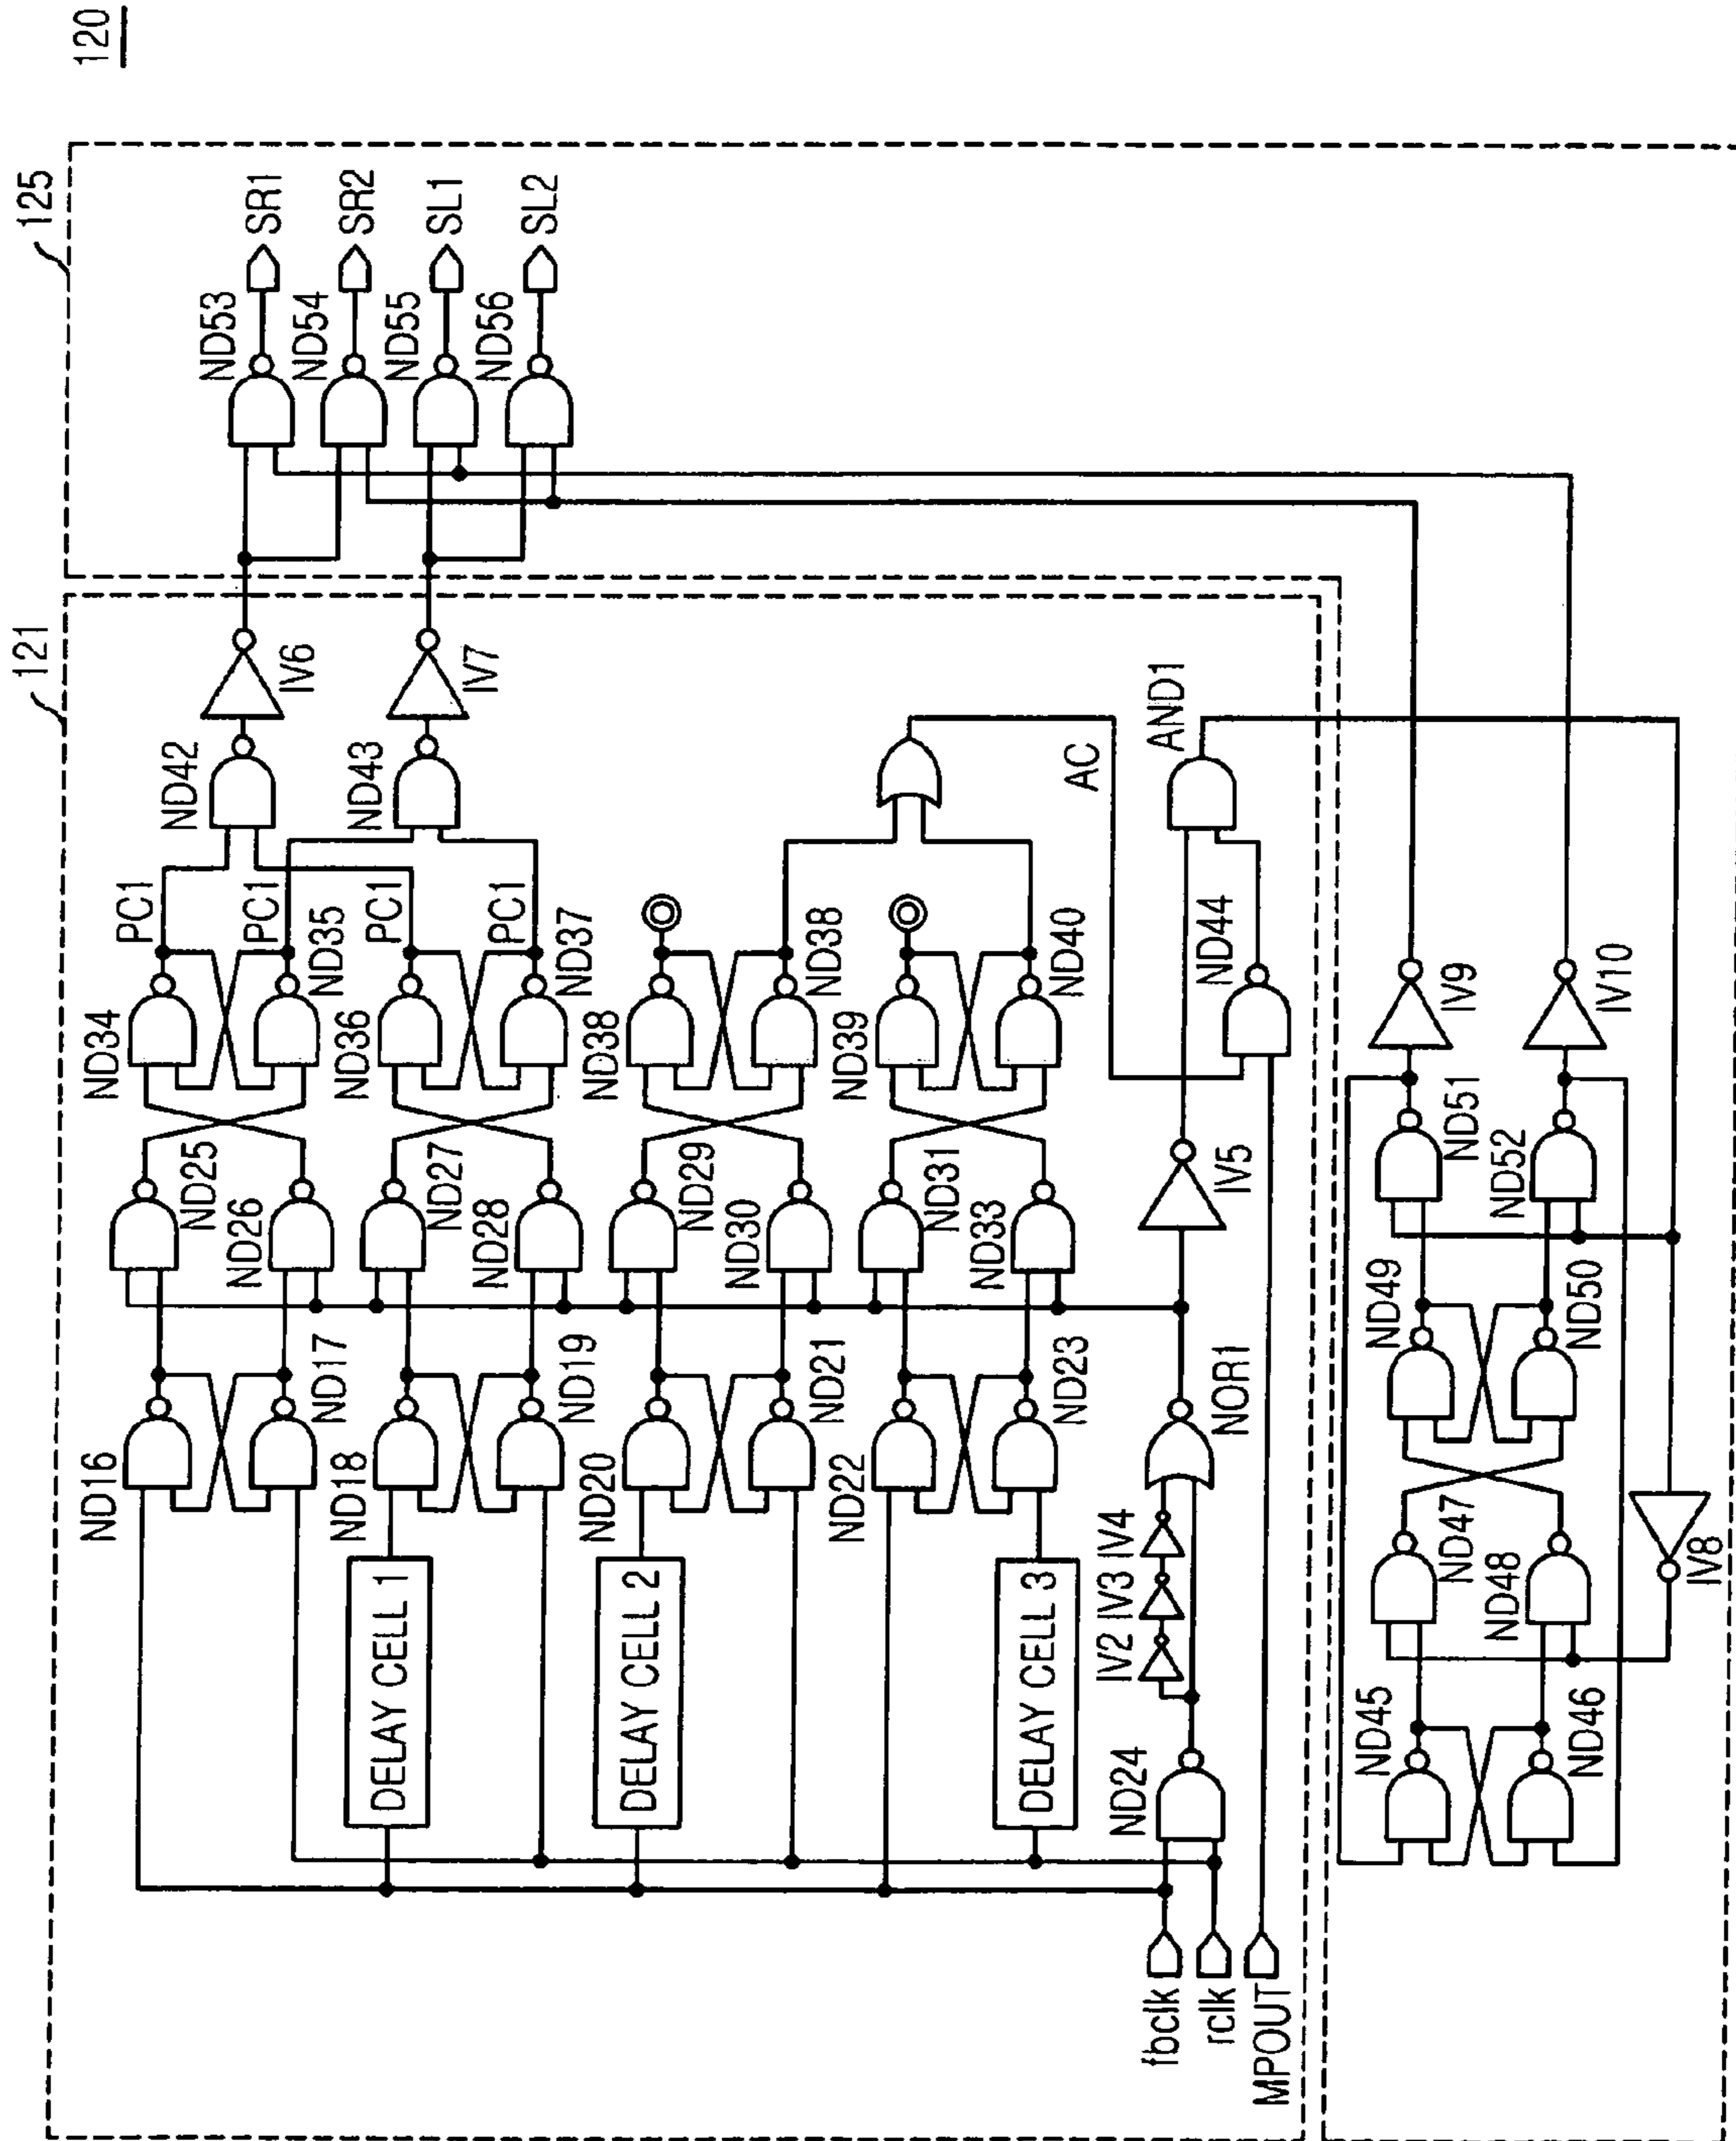 120
125
121
SR1
SR2
SL1
SL2
ND53
ND54
ND55
ND56
IV6
IV7
ND42
ND43
AND1
AC
PC1
PC1
PC1
PC1
ND34
ND35
ND36
ND37
ND38
ND38
ND39
ND40
ND44
ND25
ND26
ND27
ND28
ND29
ND30
ND31
ND33
IV5
IV9
IV10
ND51
ND52
ND16
ND17
ND18
ND19
ND20
ND21
ND22
ND23
NOR1
ND49
ND50
DELAY CELL 1
DELAY CELL 2
DELAY CELL 3
IV2
IV3
IV4
ND24
ND47
ND48
IV8
ND45
ND46
fbclk
rclk
MPOUT